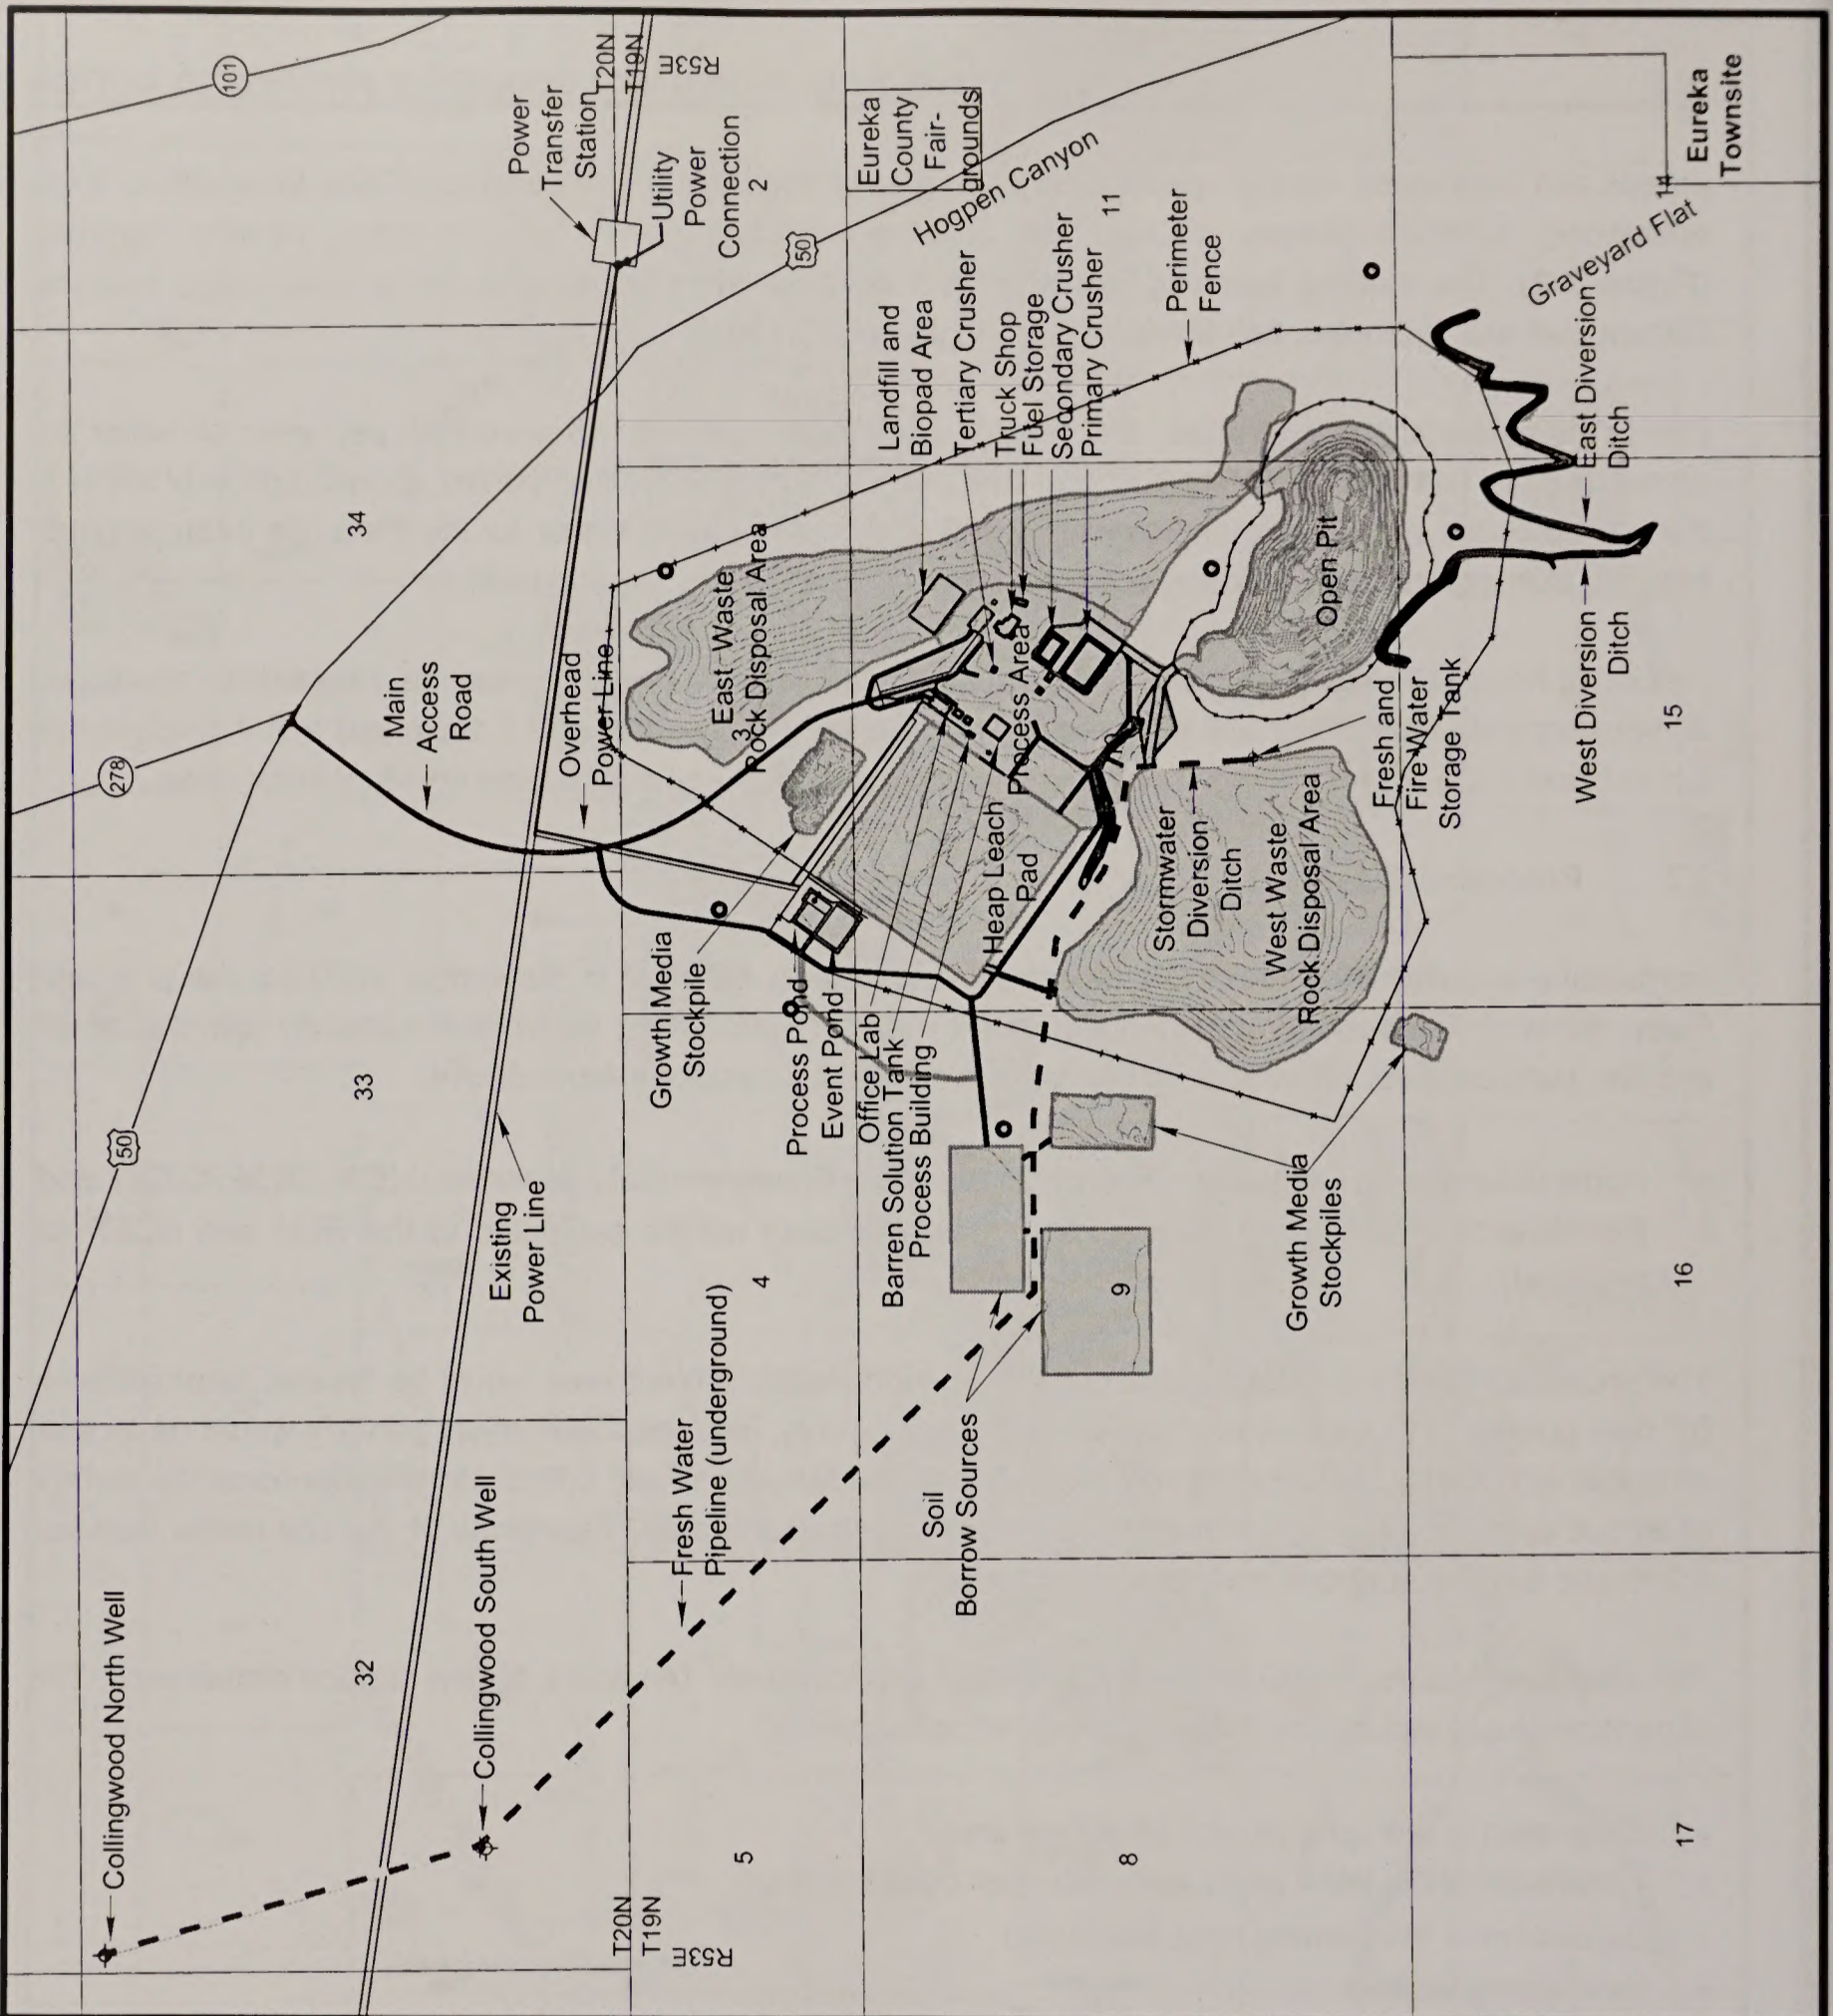 Collingwood North Well
50
278
Main
Access
Road
101
32
33
34
Collingwood South Well
Existing
Power Line
Overhead
Power Line
Power
Transfer
Station
Utility
Power
Connection
2
T20N
T19N
R53E
T20N
T19N
R53E
5
4
3
Fresh Water
Pipeline (underground)
Growth Media
Stockpile
East Waste
Rock Disposal Area
50
Eureka
County
Fair-
grounds
Hogpen Canyon
Process Pond
Event Pond
Office Lab
Barren Solution Tank
Process Building
Landfill and
Biopad Area
Tertiary Crusher
Truck Shop
Fuel Storage
Secondary Crusher
Primary Crusher
11
Soil
Borrow Sources
Heap Leach
Pad
Process Area
Perimeter
Fence
8
9
Stormwater
Diversion
Ditch
West Waste
Rock Disposal Area
Open Pit
Growth Media
Stockpiles
Fresh and
Fire Water
Storage Tank
Graveyard Flat
West Diversion
Ditch
East Diversion
Ditch
17
16
15
14
Eureka
Townsite